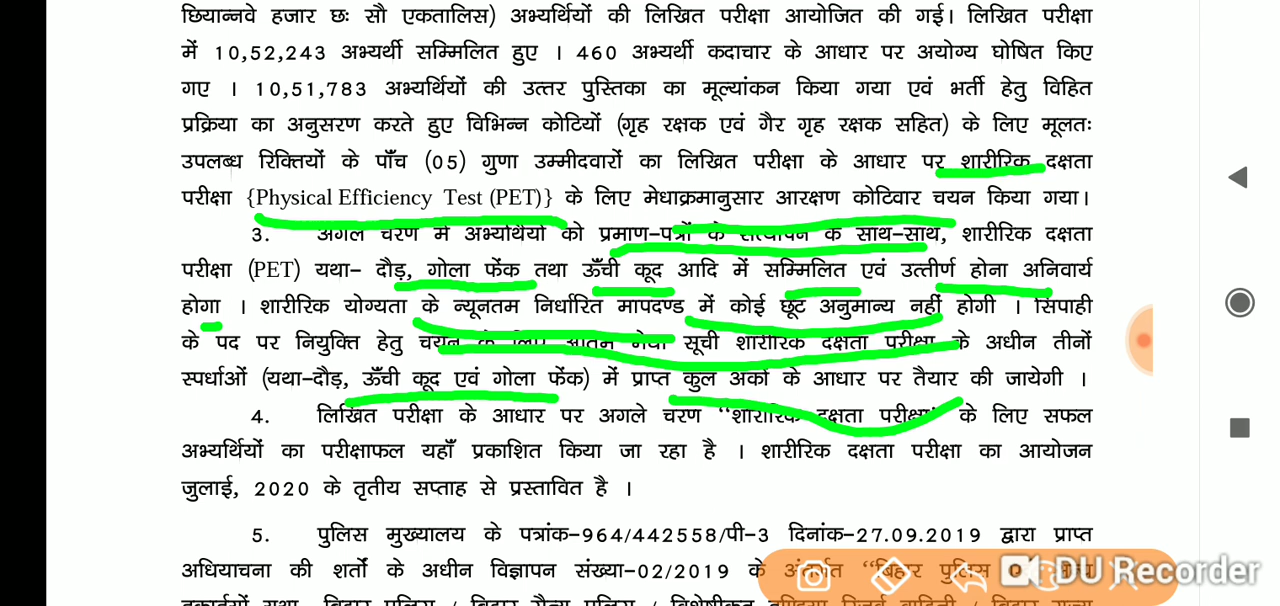 छियान्नवे हजार छः सौ एकतालिस) अभ्यर्थियों की लिखित परीक्षा आयोजित की गई। लिखित परीक्षा
में 10,52,243 अभ्यर्थी सम्मिलित हुए । 460 अभ्यर्थी कदाचार के आधार पर अयोग्य घोषित किए
गए । 10,51,783 अभ्यर्थियों की उत्तर पुस्तिका का मूल्यांकन किया गया एवं भर्ती हेतु विहित
प्रक्रिया का अनुसरण करते हुए विभिन्न कोटियों (गृह रक्षक एवं गैर गृह रक्षक सहित) के लिए मूलतः
उपलब्ध रिक्तियों के पाँच (05) गुणा उम्मीदवारों का लिखित परीक्षा के आधार पर शारीरिक दक्षता
परीक्षा {Physical Efficiency Test (PET)} के लिए मेधाक्रमानुसार आरक्षण कोटिवार चयन किया गया।
3. अगले चरण में अभ्यर्थियों को प्रमाण-पत्रों के सत्यापन के साथ-साथ, शारीरिक दक्षता
परीक्षा (PET) यथा- दौड़, गोला फेंक तथा ऊँची कूद आदि में सम्मिलित एवं उत्तीर्ण होना अनिवार्य
होगा । शारीरिक योग्यता के न्यूनतम निर्धारित मापदण्ड में कोई छूट अनुमान्य नहीं होगी । सिपाही
के पद पर नियुक्ति हेतु चयन के लिए अंतिम मेधा सूची शारीरिक दक्षता परीक्षा के अधीन तीनों
स्पर्धाओं (यथा-दौड़, ऊँची कूद एवं गोला फेंक) में प्राप्त कुल अंकों के आधार पर तैयार की जायेगी ।
4. लिखित परीक्षा के आधार पर अगले चरण "शारीरिक दक्षता परीक्षा" के लिए सफल
अभ्यर्थियों का परीक्षाफल यहाँ प्रकाशित किया जा रहा है । शारीरिक दक्षता परीक्षा का आयोजन
जुलाई, 2020 के तृतीय सप्ताह से प्रस्तावित है ।
5. पुलिस मुख्यालय के पत्रांक-964/442558/पी-3 दिनांक-27.09.2019 द्वारा प्राप्त
अधियाचना की शर्तों के अधीन विज्ञापन संख्या-02/2019 के अंतर्गत "बिहार पुलिस
DU Recorder